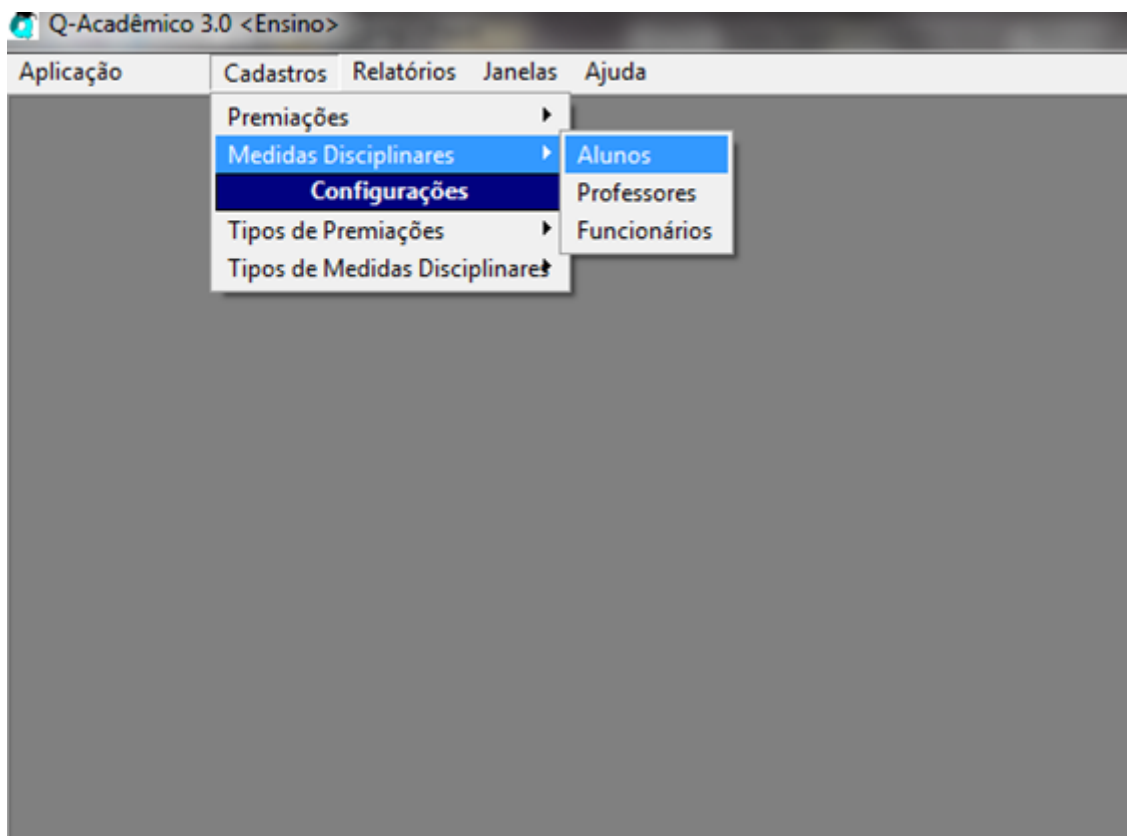 Q-Acadêmico 3.0 <Ensino>
Aplicação Cadastros Relatórios Janelas Ajuda
Premiações
Medidas Disciplinares
Configurações
Tipos de Premiações
Tipos de Medidas Disciplinares
Alunos
Professores
Funcionários